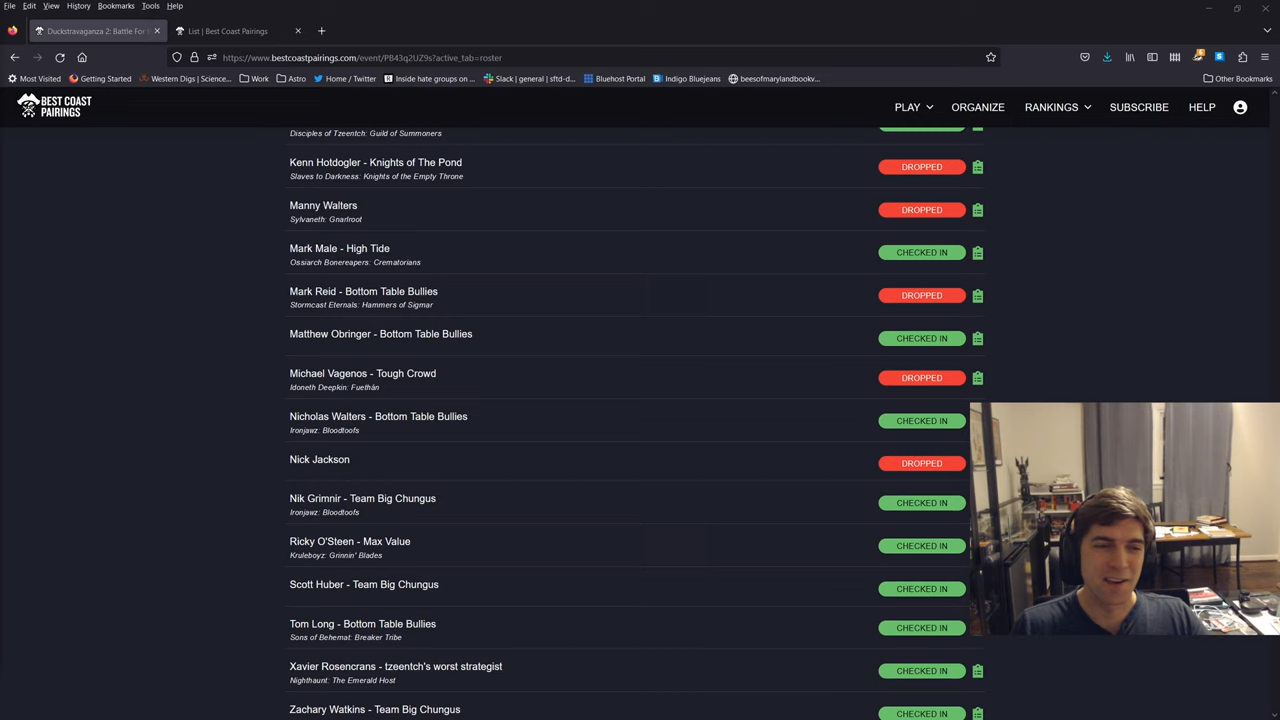 File Edit View History Bookmarks Tools Help
Duckstravaganza 2: Battle For
List | Best Coast Pairings
https://www.bestcoastpairings.com/event/PB43q2UZ9s?active_tab=roster
Most Visited Getting Started Western Digs | Science... Work Astro Home / Twitter Inside hate groups on ... Slack | general | sftd-d... Bluehost Portal Indigo Bluejeans beesofmarylandbookv... Other Bookmarks
BEST COAST PAIRINGS
PLAY ORGANIZE RANKINGS SUBSCRIBE HELP
Disciples of Tzeentch: Guild of Summoners
Kenn Hotdogler - Knights of The Pond
Slaves to Darkness: Knights of the Empty Throne
DROPPED
Manny Walters
Sylvaneth: Gnarlroot
DROPPED
Mark Male - High Tide
Ossiarch Bonereapers: Crematorians
CHECKED IN
Mark Reid - Bottom Table Bullies
Stormcast Eternals: Hammers of Sigmar
DROPPED
Matthew Obringer - Bottom Table Bullies
CHECKED IN
Michael Vagenos - Tough Crowd
Idoneth Deepkin: Fuethán
DROPPED
Nicholas Walters - Bottom Table Bullies
Ironjawz: Bloodtoofs
CHECKED IN
Nick Jackson
DROPPED
Nik Grimnir - Team Big Chungus
Ironjawz: Bloodtoofs
CHECKED IN
Ricky O'Steen - Max Value
Kruleboyz: Grinnin' Blades
CHECKED IN
Scott Huber - Team Big Chungus
CHECKED IN
Tom Long - Bottom Table Bullies
Sons of Behemat: Breaker Tribe
CHECKED IN
Xavier Rosencrans - tzeentch's worst strategist
Nighthaunt: The Emerald Host
CHECKED IN
Zachary Watkins - Team Big Chungus
CHECKED IN